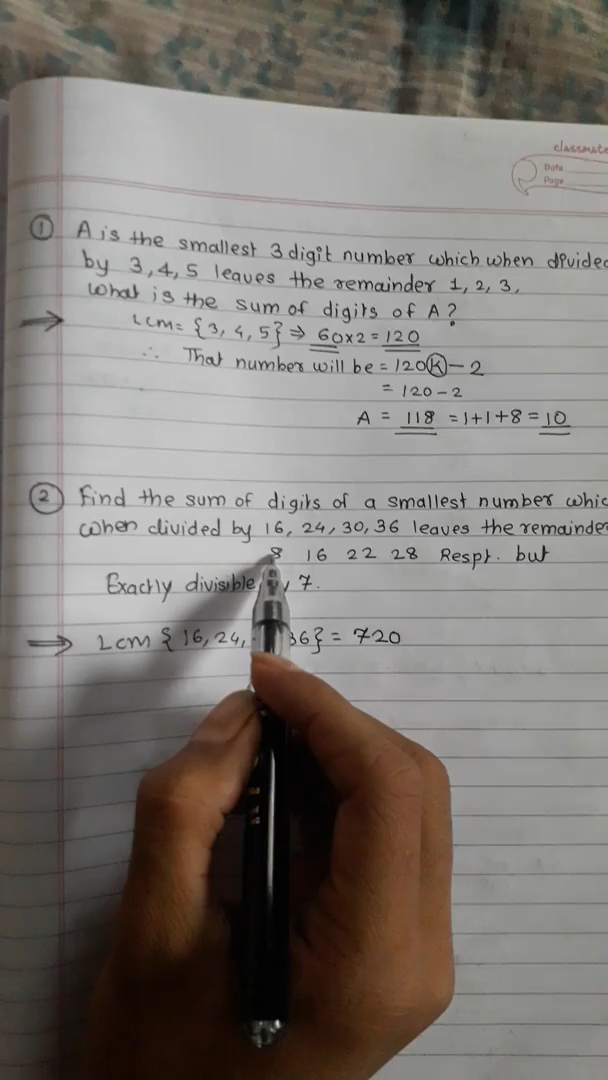 classmate
Date
Page
① A is the smallest 3 digit number which when divided
by 3, 4, 5 leaves the remainder 1, 2, 3.
What is the sum of digits of A?
⇒ LCM = {3, 4, 5} ⇒ 60×2 = 120
∴ That number will be = 120K - 2
= 120 - 2
A = 118 = 1+1+8 = 10
② Find the sum of digits of a smallest number whic
when divided by 16, 24, 30, 36 leaves the remainder
8 16 22 28 Respt. but
Exactly divisible 7.
⇒ LCM {16, 24, 36} = 720